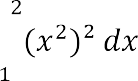 2
(x²)² dx
1